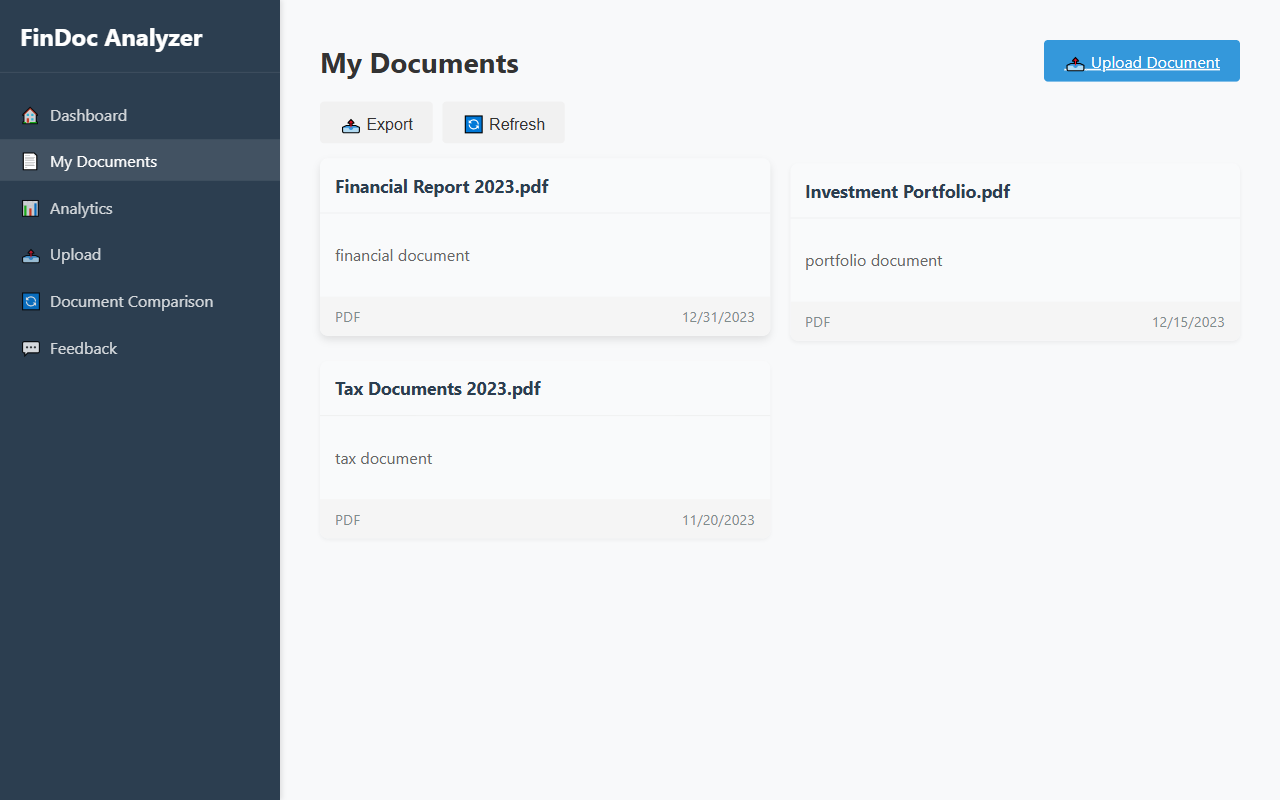 FinDoc Analyzer
Dashboard
My Documents
Analytics
Upload
Document Comparison
Feedback
My Documents
Upload Document
Export
Refresh
Financial Report 2023.pdf
financial document
PDF
12/31/2023
Investment Portfolio.pdf
portfolio document
PDF
12/15/2023
Tax Documents 2023.pdf
tax document
PDF
11/20/2023